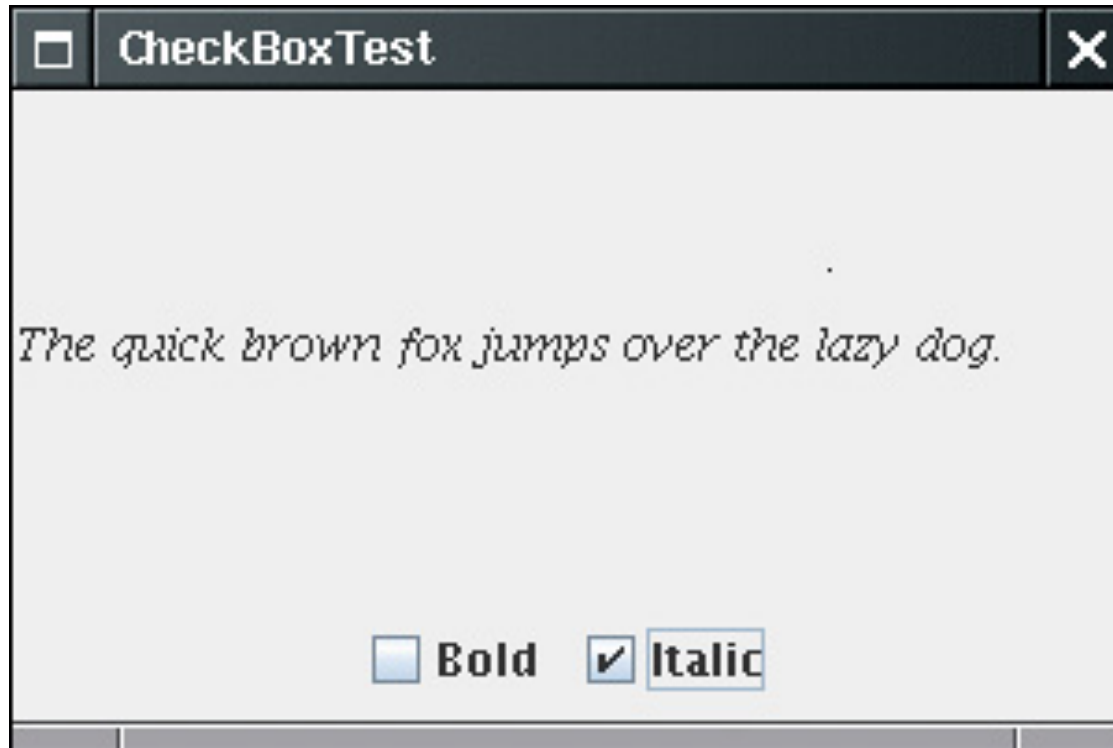 CheckBoxTest
The quick brown fox jumps over the lazy dog.
Bold Italic